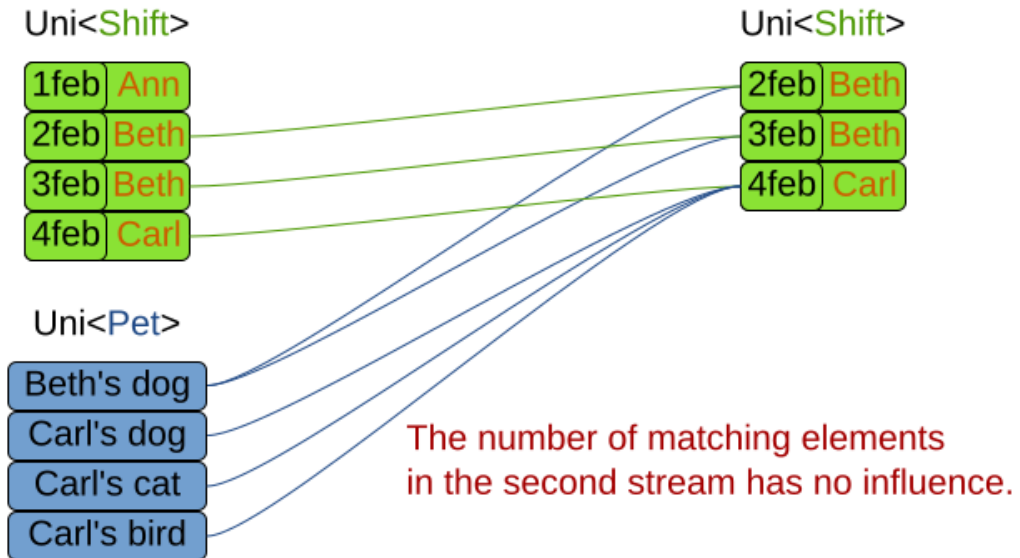 Uni<Shift>
1feb Ann
2feb Beth
3feb Beth
4feb Carl
Uni<Pet>
Beth's dog
Carl's dog
Carl's cat
Carl's bird
Uni<Shift>
2feb Beth
3feb Beth
4feb Carl
The number of matching elements
in the second stream has no influence.